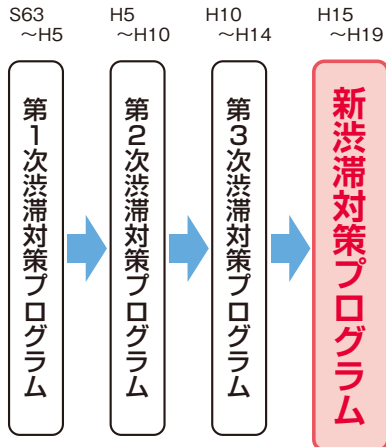 S63
～H5
H5
～H10
H10
～H14
H15
～H19
第1次渋滞対策プログラム
第2次渋滞対策プログラム
第3次渋滞対策プログラム
新渋滞対策プログラム